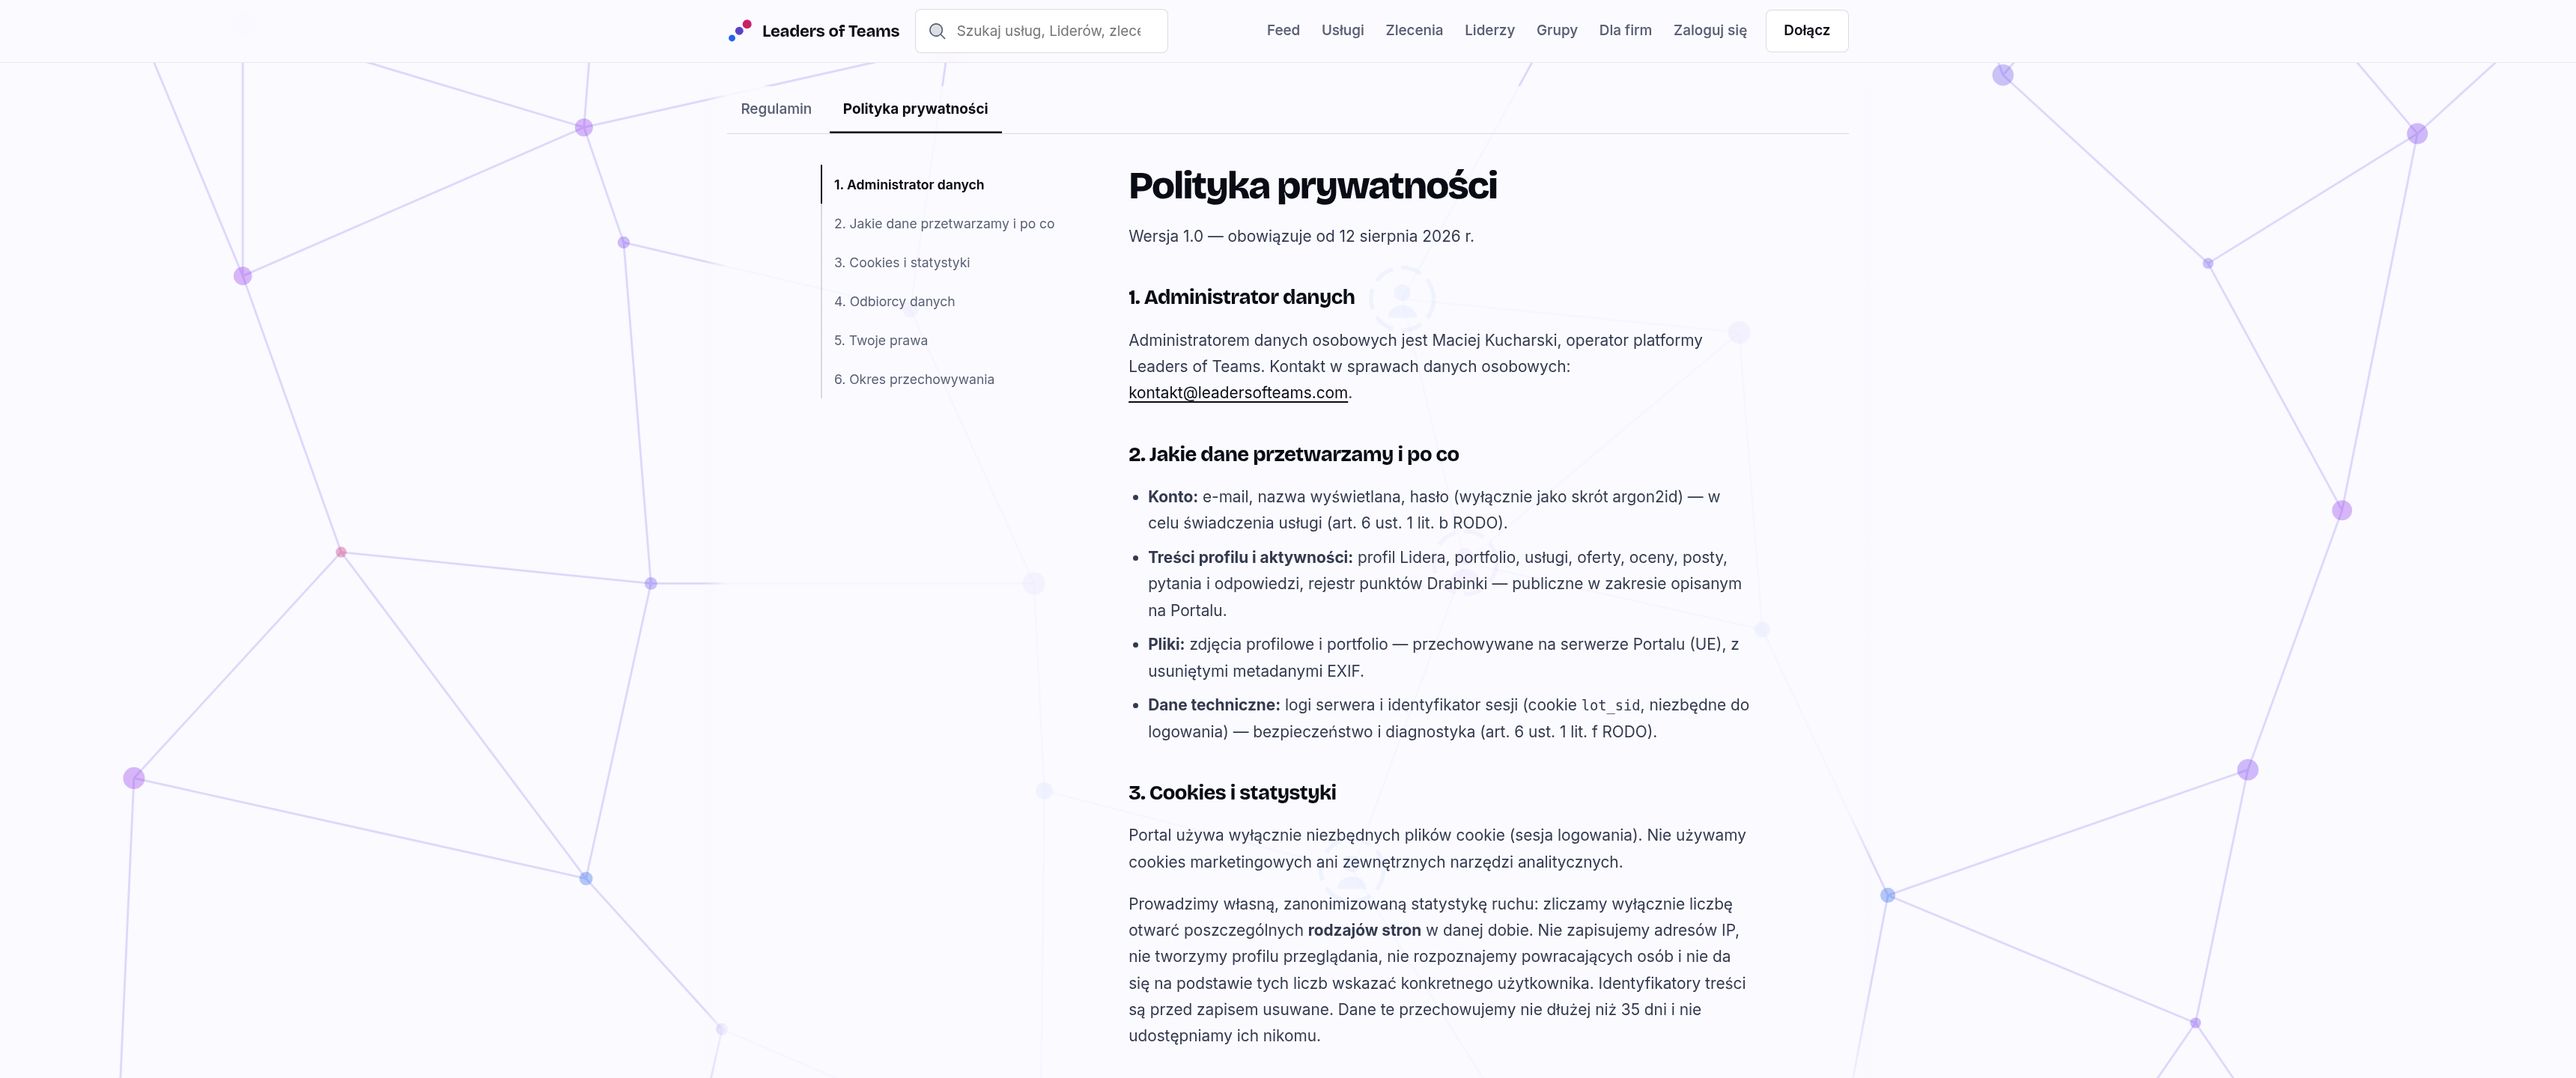 Leaders of Teams
Szukaj usług, Liderów, zlece
Feed
Usługi
Zlecenia
Liderzy
Grupy
Dla firm
Zaloguj się
Dołącz
Regulamin
Polityka prywatności
1. Administrator danych
2. Jakie dane przetwarzamy i po co
3. Cookies i statystyki
4. Odbiorcy danych
5. Twoje prawa
6. Okres przechowywania
Polityka prywatności
Wersja 1.0 — obowiązuje od 12 sierpnia 2026 r.
1. Administrator danych
Administratorem danych osobowych jest Maciej Kucharski, operator platformy
Leaders of Teams. Kontakt w sprawach danych osobowych:
kontakt@leadersofteams.com.
2. Jakie dane przetwarzamy i po co
• Konto: e-mail, nazwa wyświetlana, hasło (wyłącznie jako skrót argon2id) — w
celu świadczenia usługi (art. 6 ust. 1 lit. b RODO).
• Treści profilu i aktywności: profil Lidera, portfolio, usługi, oferty, oceny, posty,
pytania i odpowiedzi, rejestr punktów Drabinki — publiczne w zakresie opisanym
na Portalu.
• Pliki: zdjęcia profilowe i portfolio — przechowywane na serwerze Portalu (UE), z
usuniętymi metadanymi EXIF.
• Dane techniczne: logi serwera i identyfikator sesji (cookie lot_sid, niezbędne do
logowania) — bezpieczeństwo i diagnostyka (art. 6 ust. 1 lit. f RODO).
3. Cookies i statystyki
Portal używa wyłącznie niezbędnych plików cookie (sesja logowania). Nie używamy
cookies marketingowych ani zewnętrznych narzędzi analitycznych.
Prowadzimy własną, zanonimizowaną statystykę ruchu: zliczamy wyłącznie liczbę
otwarć poszczególnych rodzajów stron w danej dobie. Nie zapisujemy adresów IP,
nie tworzymy profilu przeglądania, nie rozpoznajemy powracających osób i nie da
się na podstawie tych liczb wskazać konkretnego użytkownika. Identyfikatory treści
są przed zapisem usuwane. Dane te przechowujemy nie dłużej niż 35 dni i nie
udostępniamy ich nikomu.